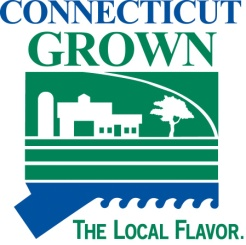 CONNECTICUT
GROWN
THE LOCAL FLAVOR.